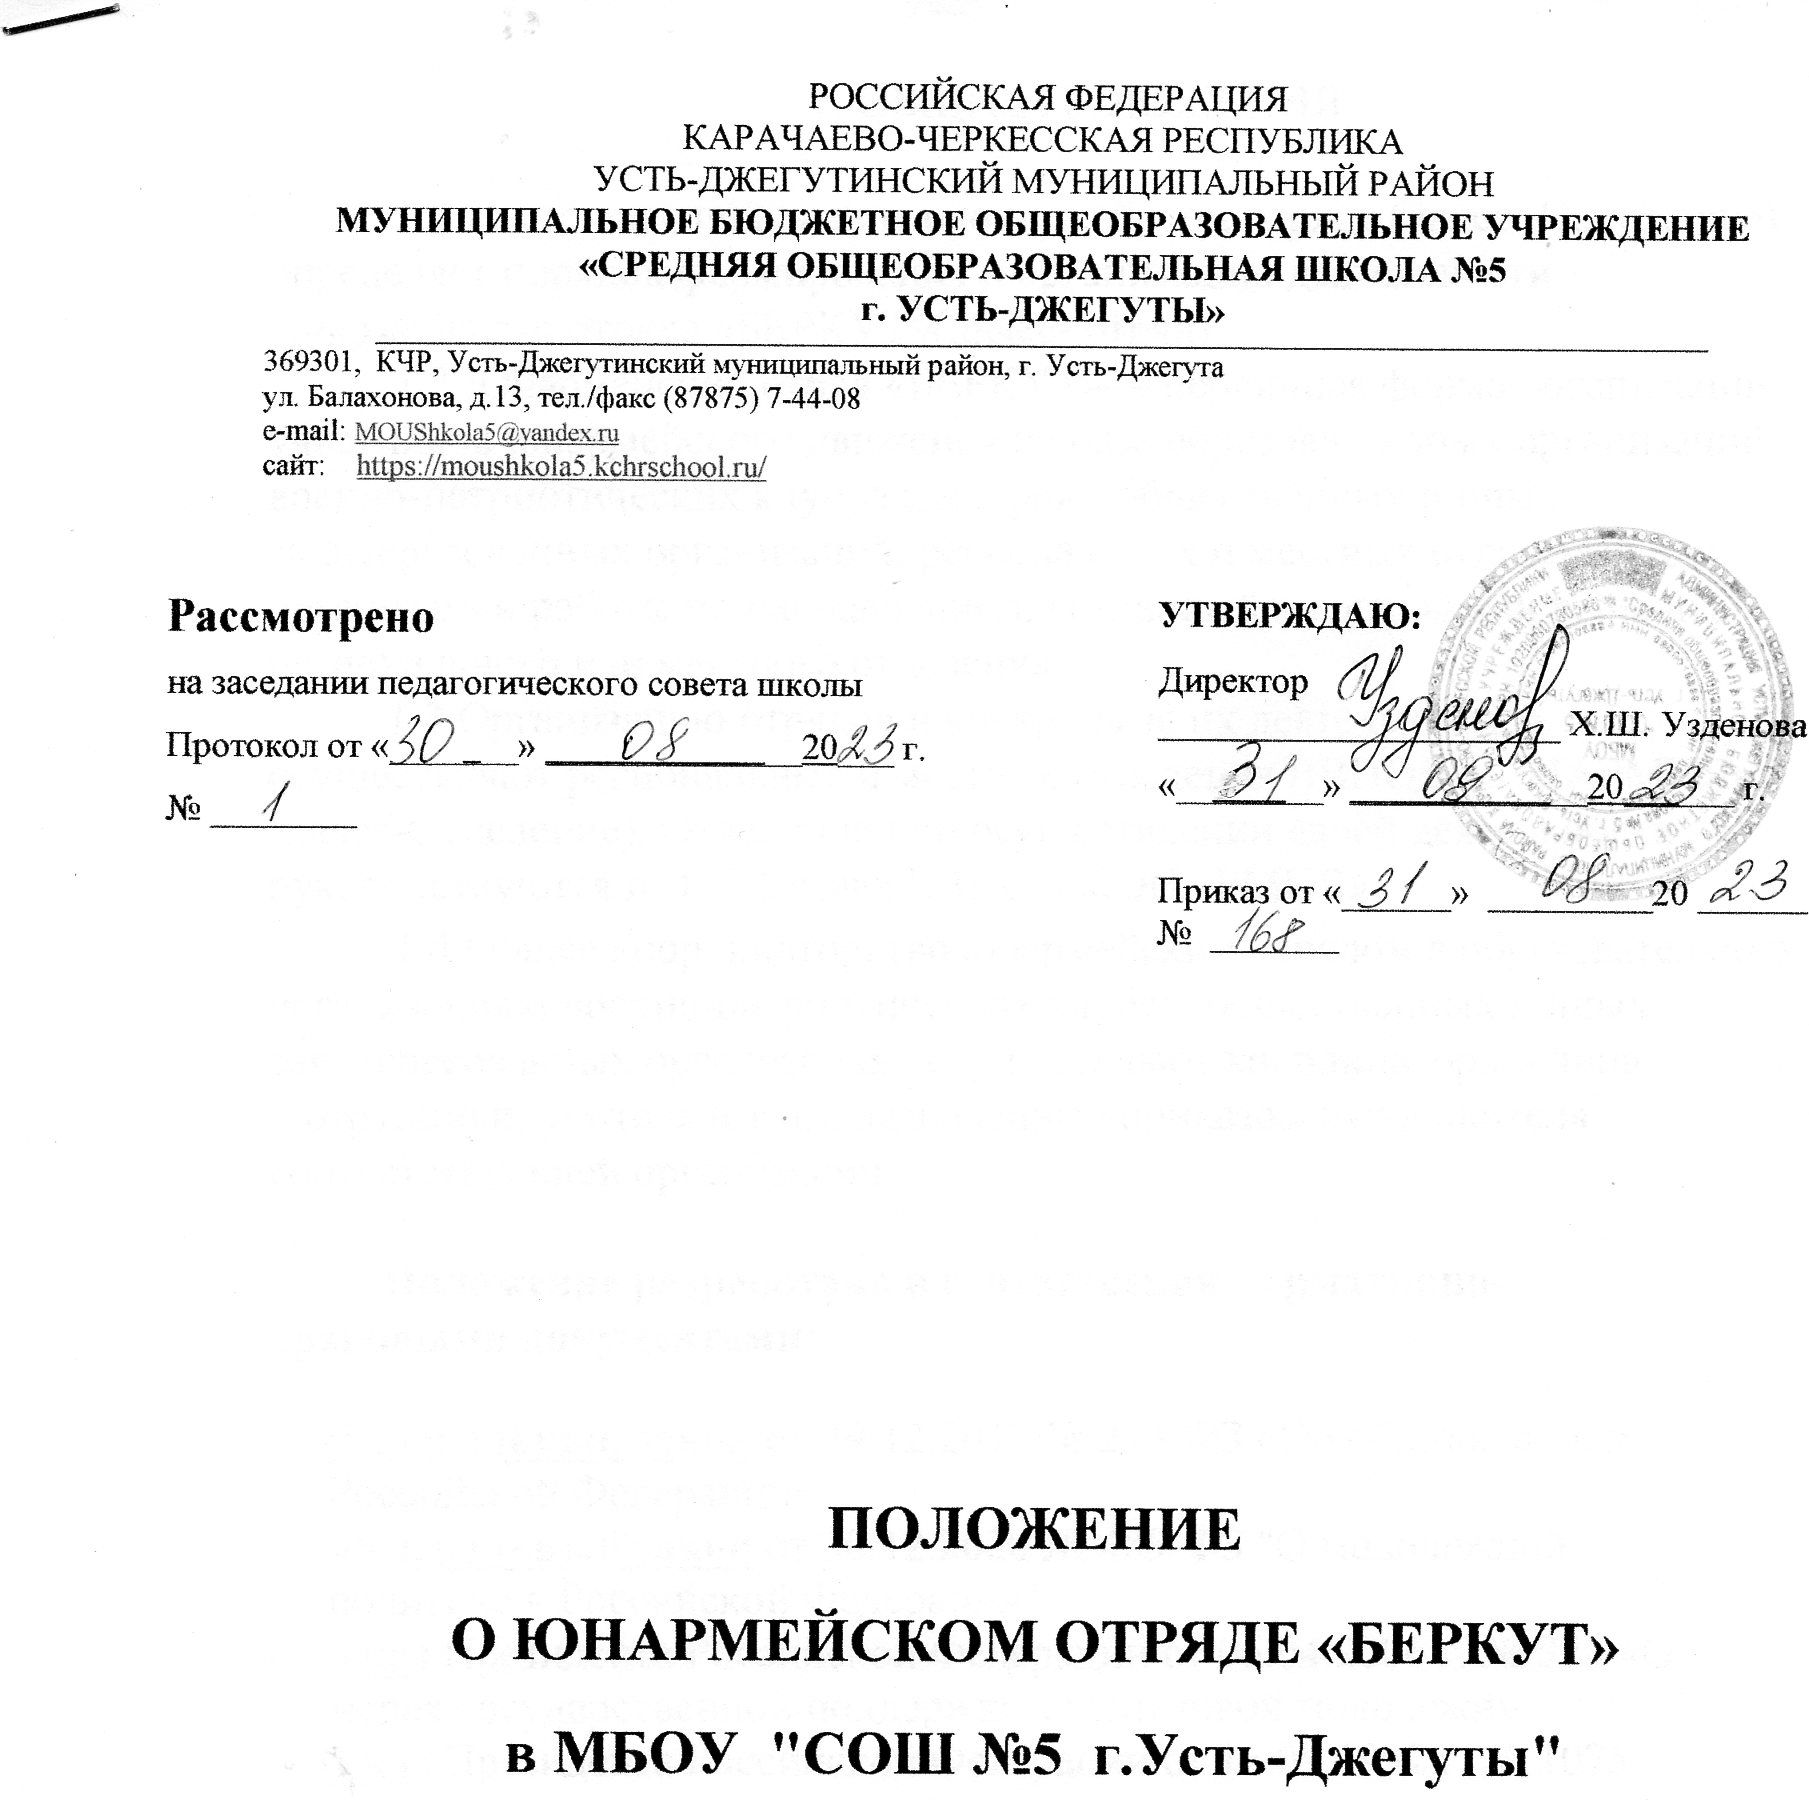 РОССИЙСКАЯ ФЕДЕРАЦИЯ
КАРАЧАЕВО-ЧЕРКЕССКАЯ РЕСПУБЛИКА
УСТЬ-ДЖЕГУТИНСКИЙ МУНИЦИПАЛЬНЫЙ РАЙОН
МУНИЦИПАЛЬНОЕ БЮДЖЕТНОЕ ОБЩЕОБРАЗОВАТЕЛЬНОЕ УЧРЕЖДЕНИЕ
«СРЕДНЯЯ ОБЩЕОБРАЗОВАТЕЛЬНАЯ ШКОЛА №5
г. УСТЬ-ДЖЕГУТЫ»
369301, КЧР, Усть-Джегутинский муниципальный район, г. Усть-Джегута
ул. Балахонова, д.13, тел./факс (87875) 7-44-08
e-mail: MOUShkola5@yandex.ru
сайт: https://moushkola5.kchrschool.ru/
Рассмотрено
на заседании педагогического совета школы
Протокол от «30» 08 2023 г.
№ 1
УТВЕРЖДАЮ:
Директор
Узденов Х.Ш. Узденова
«31» 08 2023 г.
Приказ от «31» 08 20 23
№ 168
ПОЛОЖЕНИЕ
О ЮНАРМЕЙСКОМ ОТРЯДЕ «БЕРКУТ»
в МБОУ "СОШ №5 г.Усть-Джегуты"